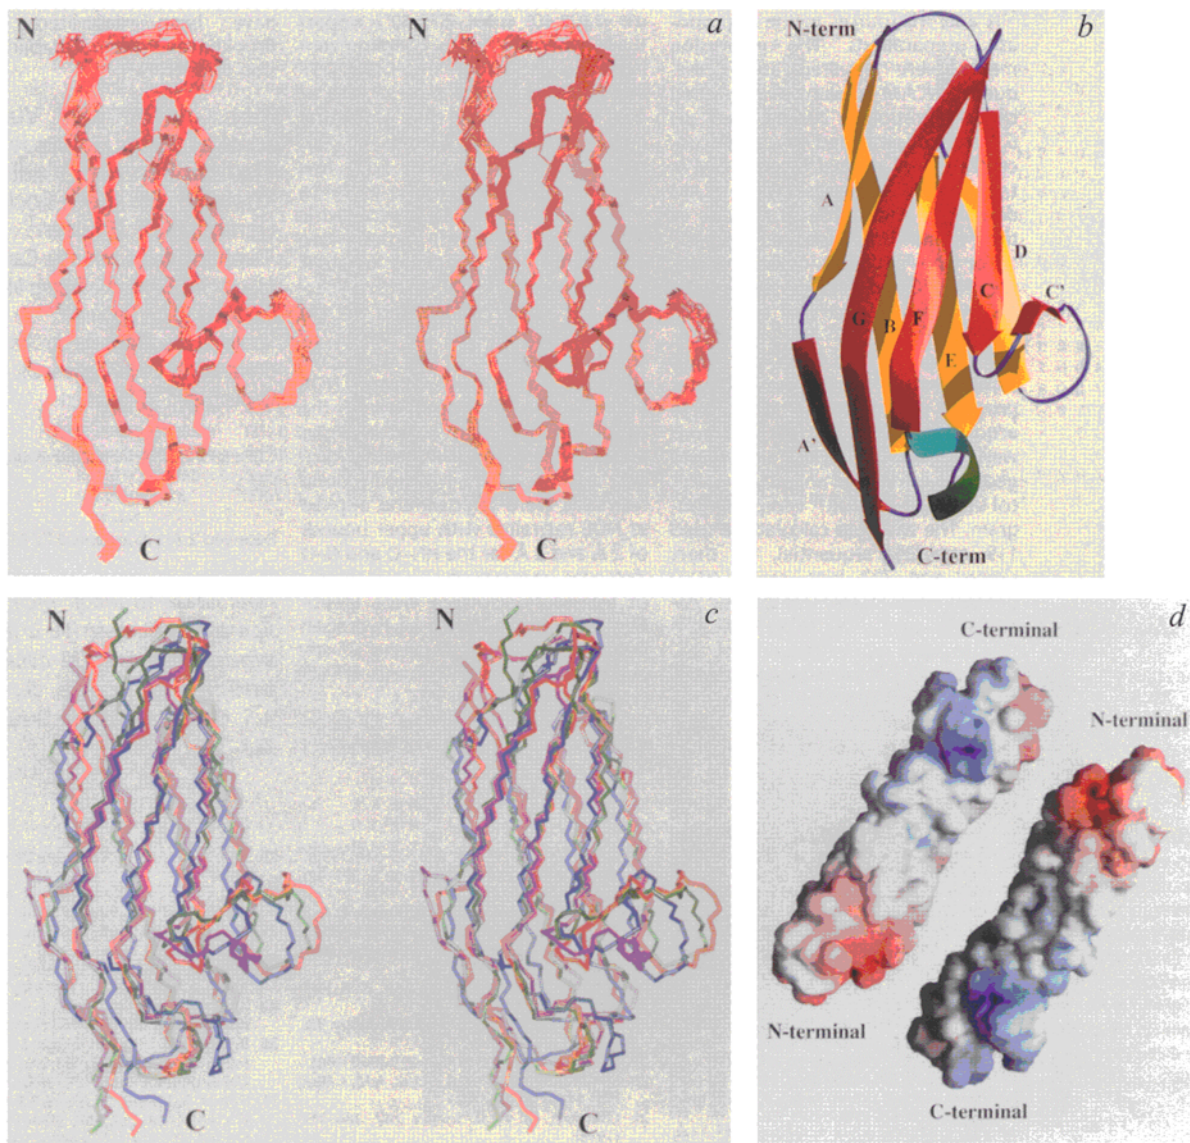 N
a
C
C
N-term
b
A
D
C'
G
B
F
C
E
A'
C-term
N
c
C
C
d
C-terminal
N-terminal
N-terminal
C-terminal